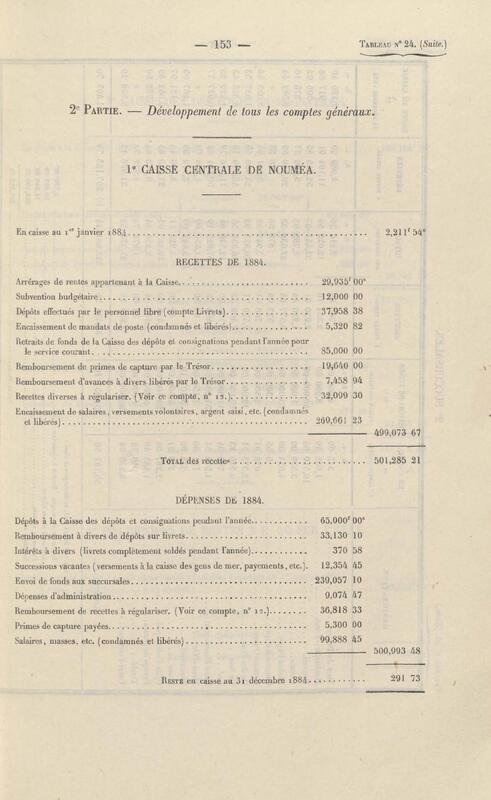 — 153 — TABLEAU N° 24. (Suite.)
2e PARTIE. — Développement de tous les comptes généraux.
1° CAISSE CENTRALE DE NOUMÉA.
En caisse au 1er janvier 1884 2,211f 54c
RECETTES DE 1884.
Arrérages de rentes appartenant à la Caisse 29,935f 00c
Subvention budgétaire 12,000 00
Dépôts effectués par le personnel libre (compte Livrets) 37,958 38
Encaissement de mandats de poste (condamnés et libérés) 5,320 82
Retraits de fonds de la Caisse des dépôts et consignations pendant l'année pour
le service courant 85,000 00
Remboursement de primes de capture par le Trésor 19,640 00
Remboursement d'avances à divers libérés par le Trésor 7,458 94
Recettes diverses à régulariser. (Voir ce compte, n° 12.) 32,099 30
Encaissement de salaires, versements volontaires, argent saisi, etc. (condamnés
et libérés) 269,661 23
499,073 67
TOTAL des recettes 501,285 21
DÉPENSES DE 1884.
Dépôts à la Caisse des dépôts et consignations pendant l'année 65,000f 00c
Remboursement à divers de dépôts sur livrets 33,130 10
Intérêts à divers (livrets complètement soldés pendant l'année) 370 58
Successions vacantes (versements à la caisse des gens de mer, payements, etc.) 12,354 45
Envoi de fonds aux succursales 239,057 10
Dépenses d'administration 9,074 47
Remboursement de recettes à régulariser. (Voir ce compte, n° 12.) 36,818 33
Primes de capture payées 5,300 00
Salaires, masses, etc. (condamnés et libérés) 99,888 45
500,993 48
RESTE en caisse au 31 décembre 1884 291 73